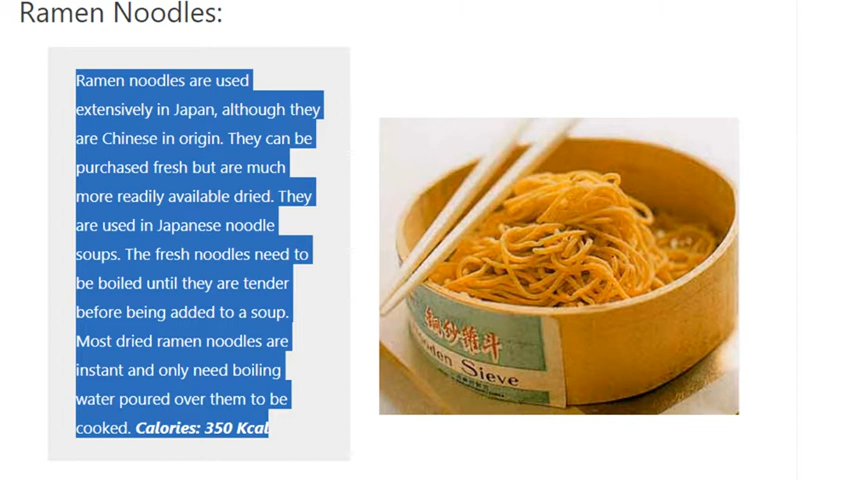 Ramen Noodles:
Ramen noodles are used
extensively in Japan, although they
are Chinese in origin. They can be
purchased fresh but are much
more readily available dried. They
are used in Japanese noodle
soups. The fresh noodles need to
be boiled until they are tender
before being added to a soup.
Most dried ramen noodles are
instant and only need boiling
water poured over them to be
cooked. Calories: 350 Kcal
Sieve